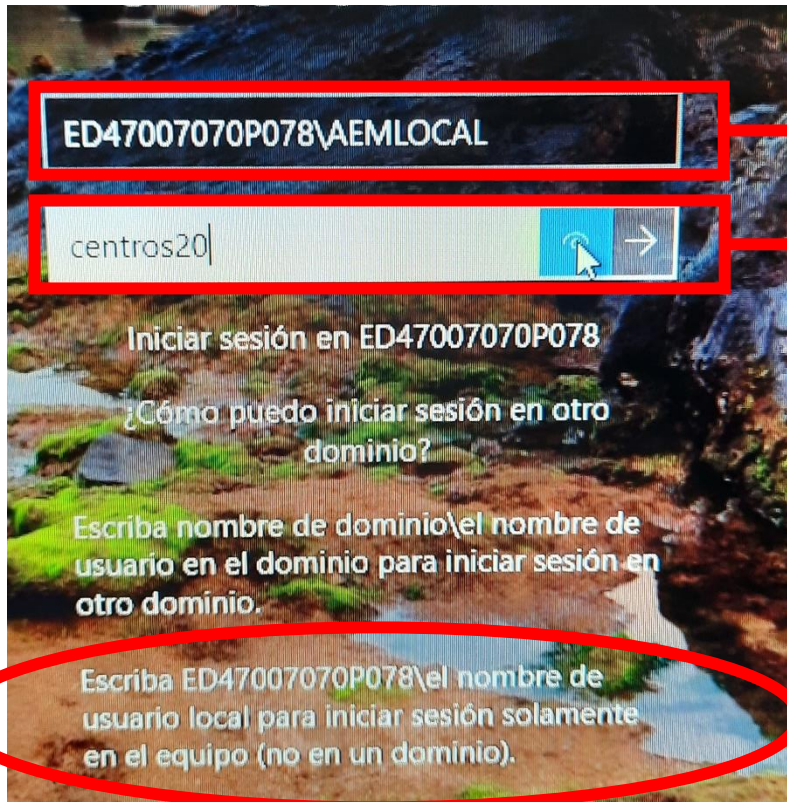 ED47007070P078\AEMLOCAL
centros20
Iniciar sesión en ED47007070P078
¿Cómo puedo iniciar sesión en otro
dominio?
Escriba nombre de dominio\el nombre de
usuario en el dominio para iniciar sesión en
otro dominio.
Escriba ED47007070P078\el nombre de
usuario local para iniciar sesión solamente
en el equipo (no en un dominio).